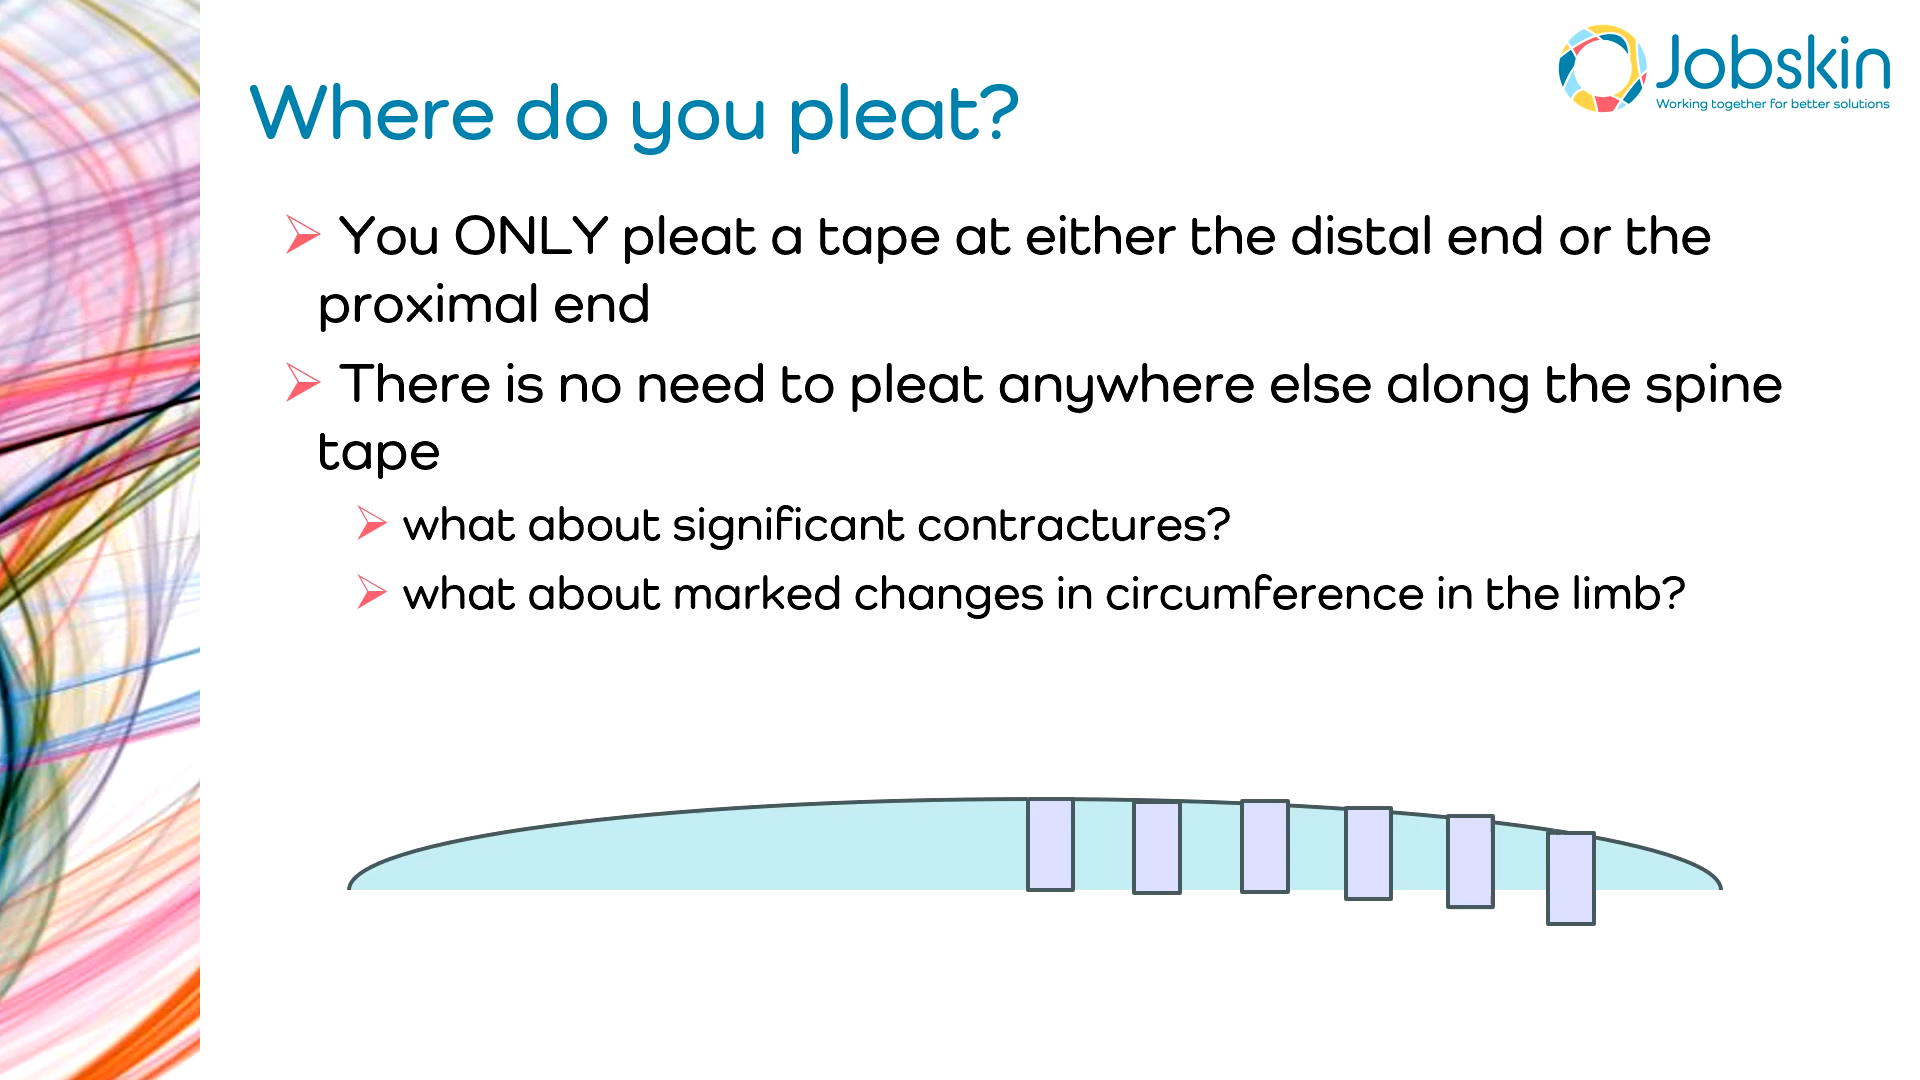 Jobskin
Working together for better solutions
Where do you pleat?
You ONLY pleat a tape at either the distal end or the
proximal end
There is no need to pleat anywhere else along the spine
tape
what about significant contractures?
what about marked changes in circumference in the limb?